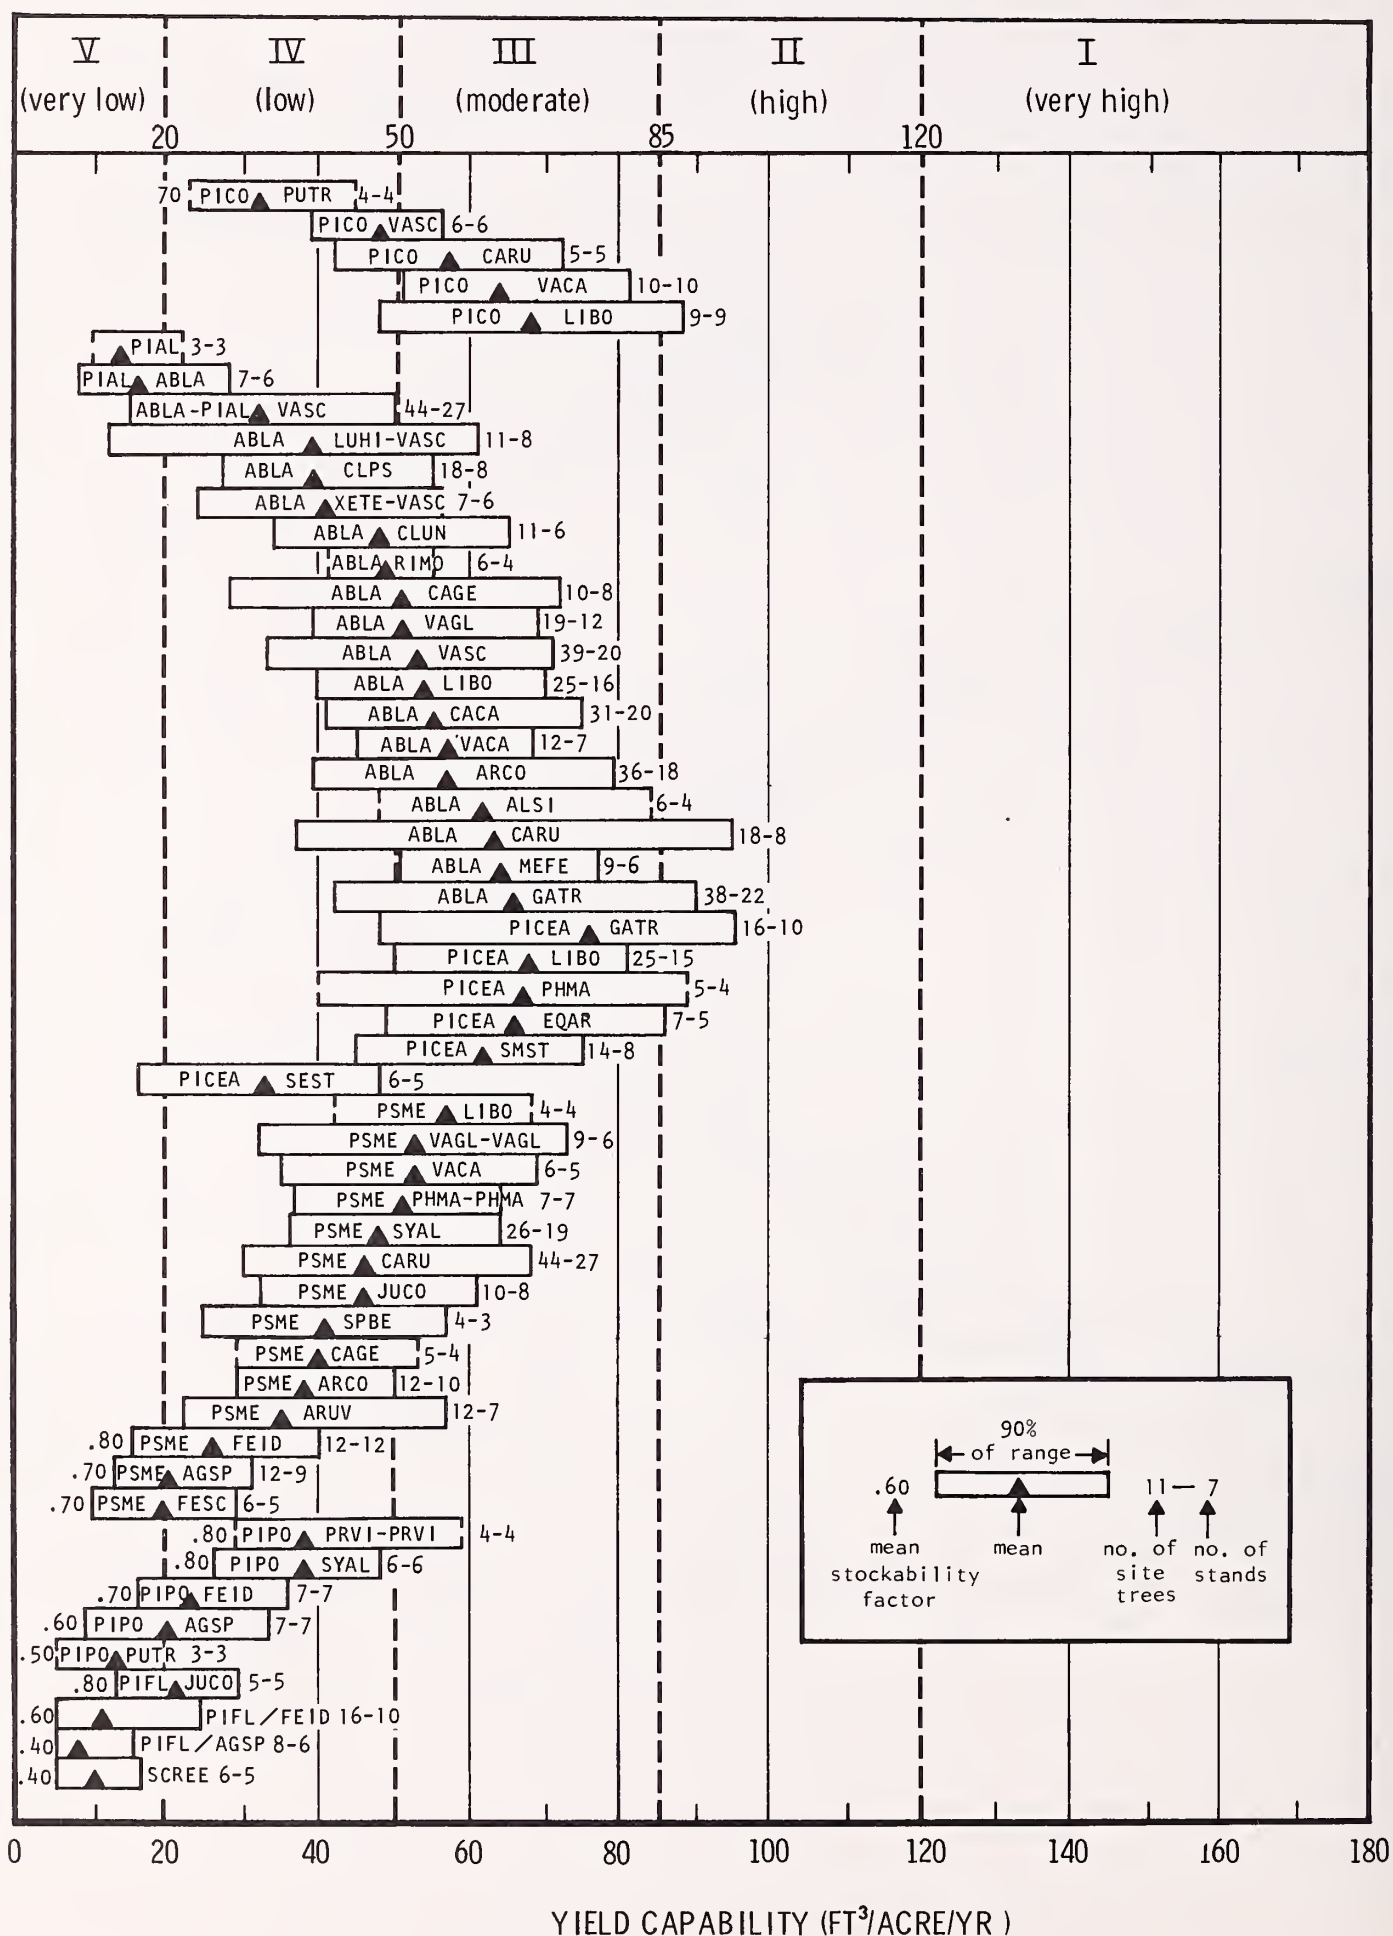 V IV III II I
(very low) (low) (moderate) (high) (very high)
20 50 85 120
70 PICO PUTR 4-4
PICO VASC 6-6
PICO CARU 5-5
PICO VACA 10-10
PICO LIBO 9-9
PIAL 3-3
PIAL ABLA 7-6
ABLA-PIAL VASC 44-27
ABLA LUHI-VASC 11-8
ABLA CLPS 18-8
ABLA XETE-VASC 7-6
ABLA CLUN 11-6
ABLA RIMO 6-4
ABLA CAGE 10-8
ABLA VAGL 19-12
ABLA VASC 39-20
ABLA LIBO 25-16
ABLA CACA 31-20
ABLA VACA 12-7
ABLA ARCO 36-18
ABLA ALSI 6-4
ABLA CARU 18-8
ABLA MEFE 9-6
ABLA GATR 38-22
PICEA GATR 16-10
PICEA LIBO 25-15
PICEA PHMA 5-4
PICEA EQAR 7-5
PICEA SMST 14-8
PICEA SEST 6-5
PSME LIBO 4-4
PSME VAGL-VAGL 9-6
PSME VACA 6-5
PSME PHMA-PHMA 7-7
PSME SYAL 26-19
PSME CARU 44-27
PSME JUCO 10-8
PSME SPBE 4-3
PSME CAGE 5-4
PSME ARCO 12-10
PSME ARUV 12-7
.80 PSME FEID 12-12
.70 PSME AGSP 12-9
.70 PSME FESC 6-5
.80 PIPO PRVI-PRVI 4-4
.80 PIPO SYAL 6-6
.70 PIPO FEID 7-7
.60 PIPO AGSP 7-7
.50 PIPO PUTR 3-3
.80 PIFL JUCO 5-5
.60 PIFL/FEID 16-10
.40 PIFL/AGSP 8-6
.40 SCREE 6-5
90%
of range
.60 11 — 7
mean mean no. of no. of
stockability site stands
factor trees
0 20 40 60 80 100 120 140 160 180
YIELD CAPABILITY (FT³/ACRE/YR )